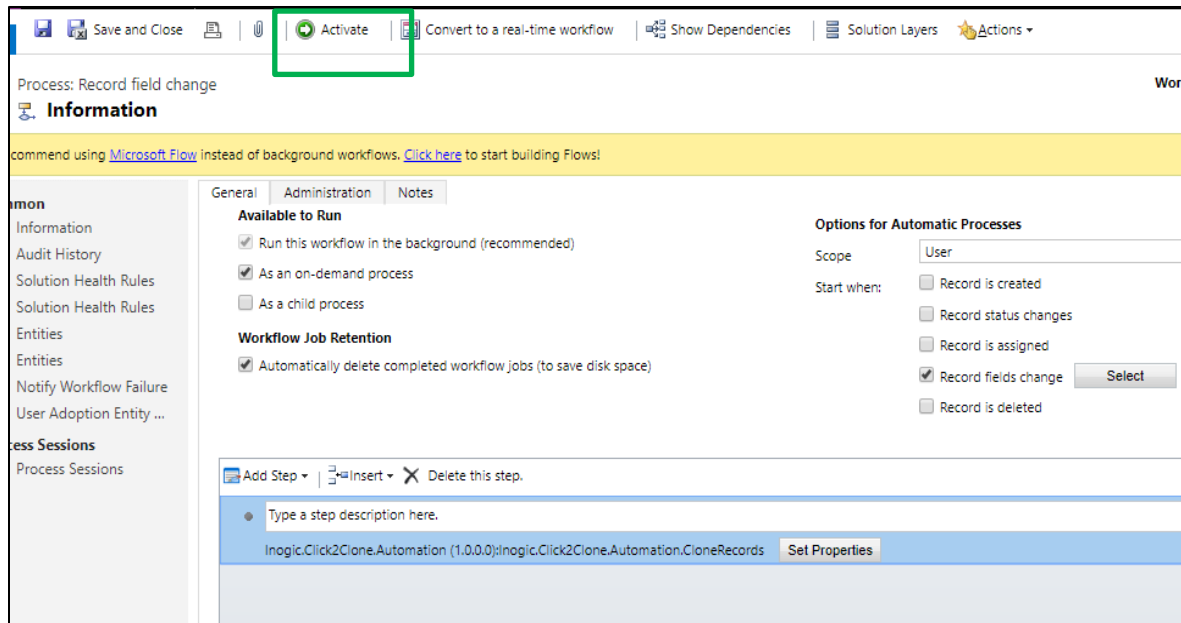 Save and Close Activate Convert to a real-time workflow Show Dependencies Solution Layers Actions
Process: Record field change
Wor
Information
commend using Microsoft Flow instead of background workflows. Click here to start building Flows!
mmon
Information
Audit History
Solution Health Rules
Solution Health Rules
Entities
Entities
Notify Workflow Failure
User Adoption Entity ...
cess Sessions
Process Sessions
General Administration Notes
Available to Run
Run this workflow in the background (recommended)
As an on-demand process
As a child process
Workflow Job Retention
Automatically delete completed workflow jobs (to save disk space)
Options for Automatic Processes
Scope User
Start when: Record is created
Record status changes
Record is assigned
Record fields change Select
Record is deleted
Add Step Insert Delete this step.
Type a step description here.
Inogic.Click2Clone.Automation (1.0.0.0):Inogic.Click2Clone.Automation.CloneRecords Set Properties